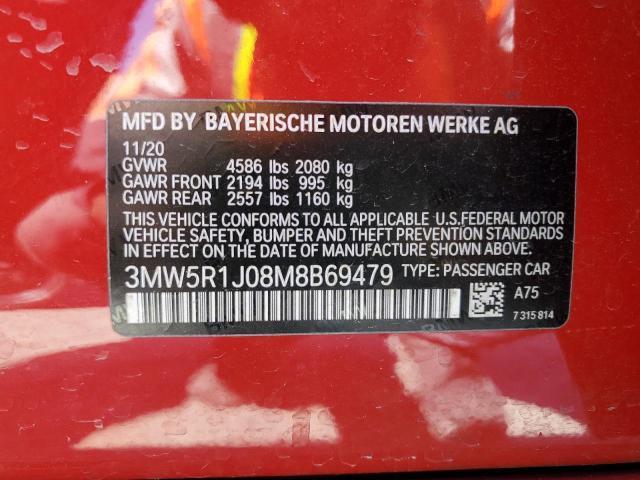 MFD BY BAYERISCHE MOTOREN WERKE AG
11/20
GVWR 4586 lbs 2080 kg
GAWR FRONT 2194 lbs 995 kg
GAWR REAR 2557 lbs 1160 kg
THIS VEHICLE CONFORMS TO ALL APPLICABLE U.S.FEDERAL MOTOR
VEHICLE SAFETY, BUMPER AND THEFT PREVENTION STANDARDS
IN EFFECT ON THE DATE OF MANUFACTURE SHOWN ABOVE.
3MW5R1J08M8B69479 TYPE: PASSENGER CAR
A75
7 315 814